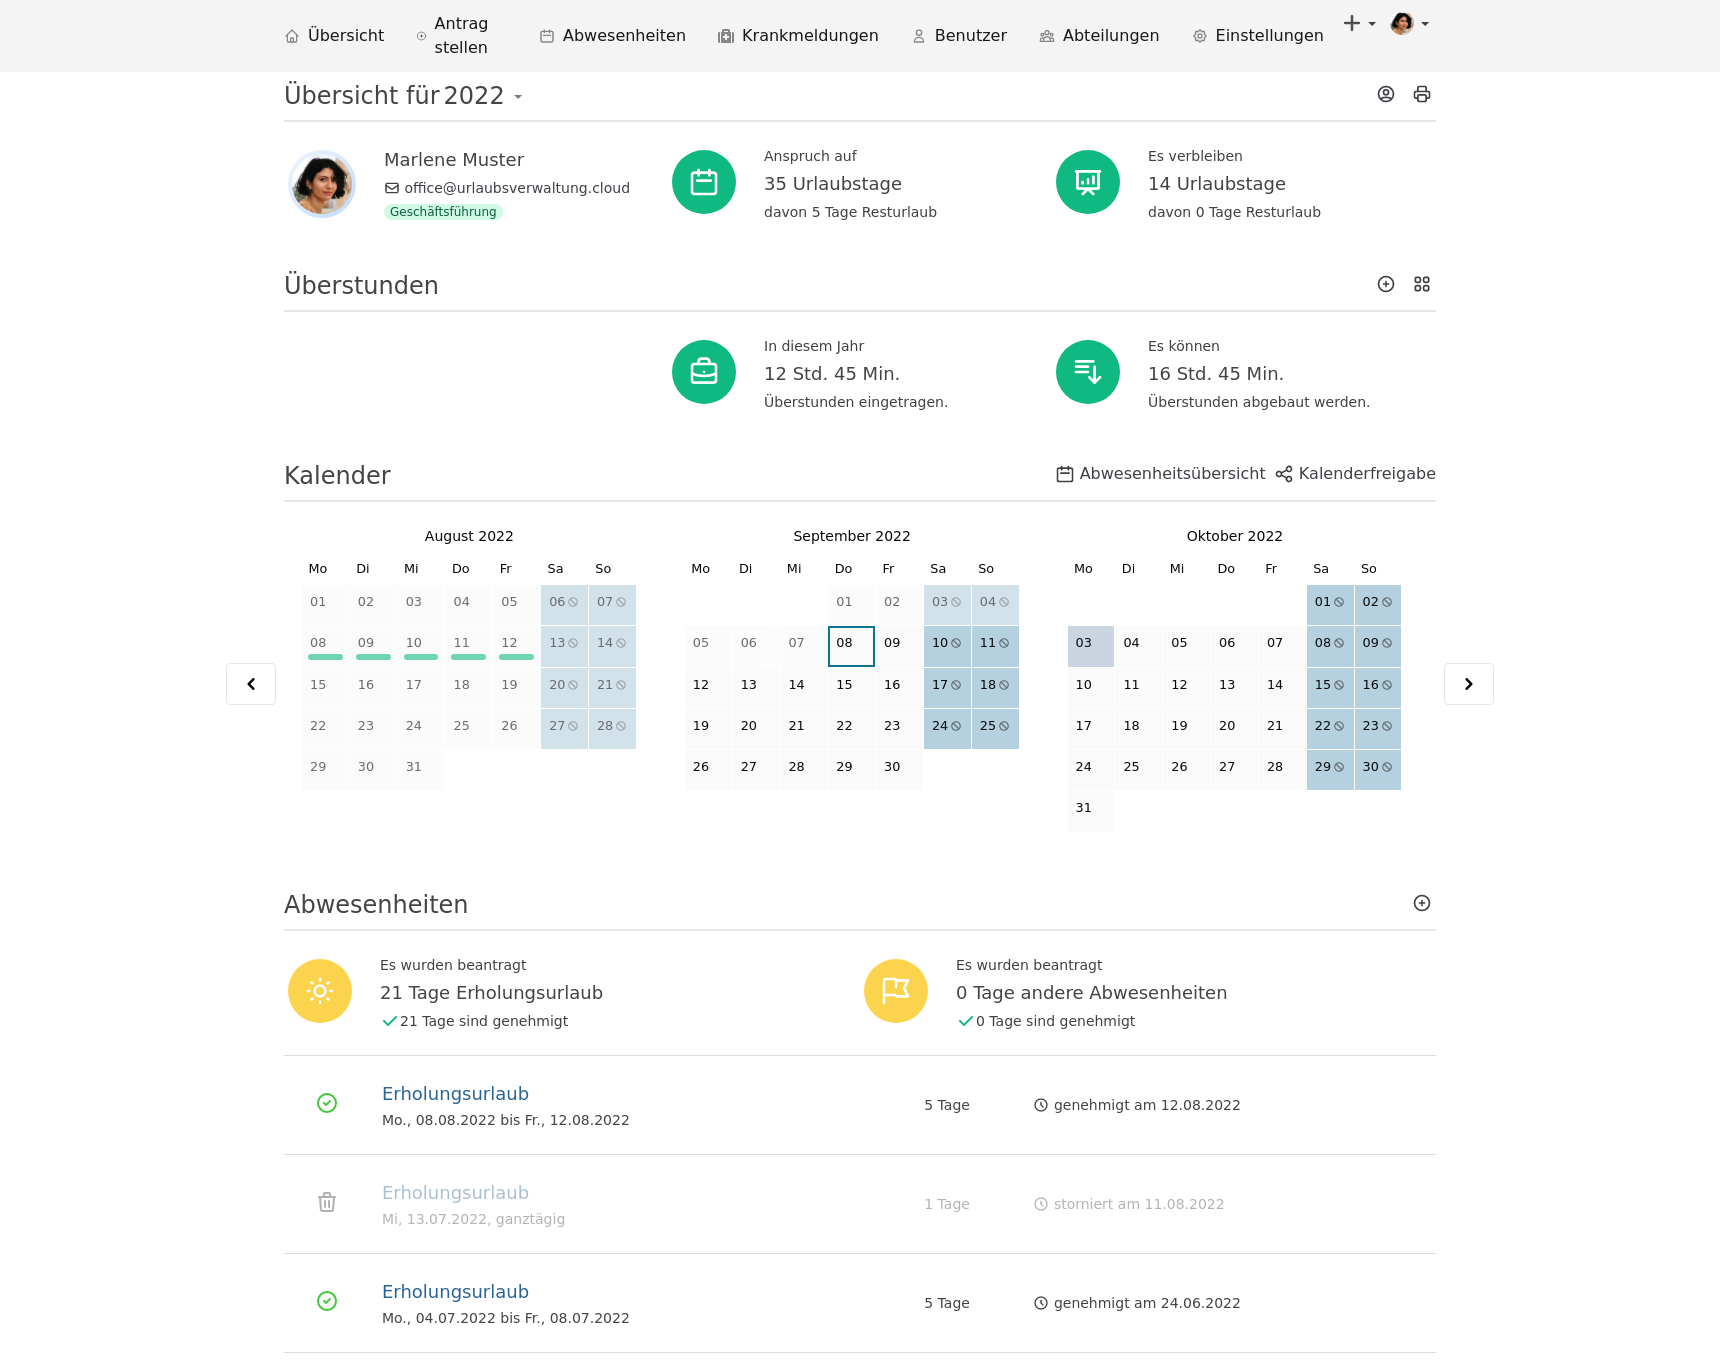 Übersicht
Antrag
stellen
Abwesenheiten
Krankmeldungen
Benutzer
Abteilungen
Einstellungen
Übersicht für 2022
Marlene Muster
office@urlaubsverwaltung.cloud
Geschäftsführung
Anspruch auf
35 Urlaubstage
davon 5 Tage Resturlaub
Es verbleiben
14 Urlaubstage
davon 0 Tage Resturlaub
Überstunden
In diesem Jahr
12 Std. 45 Min.
Überstunden eingetragen.
Es können
16 Std. 45 Min.
Überstunden abgebaut werden.
Kalender
Abwesenheitsübersicht
Kalenderfreigabe
August 2022
Mo Di Mi Do Fr Sa So
01 02 03 04 05 06 07
08 09 10 11 12 13 14
15 16 17 18 19 20 21
22 23 24 25 26 27 28
29 30 31
September 2022
Mo Di Mi Do Fr Sa So
01 02 03 04
05 06 07 08 09 10 11
12 13 14 15 16 17 18
19 20 21 22 23 24 25
26 27 28 29 30
Oktober 2022
Mo Di Mi Do Fr Sa So
01 02
03 04 05 06 07 08 09
10 11 12 13 14 15 16
17 18 19 20 21 22 23
24 25 26 27 28 29 30
31
Abwesenheiten
Es wurden beantragt
21 Tage Erholungsurlaub
21 Tage sind genehmigt
Es wurden beantragt
0 Tage andere Abwesenheiten
0 Tage sind genehmigt
Erholungsurlaub
Mo., 08.08.2022 bis Fr., 12.08.2022
5 Tage
genehmigt am 12.08.2022
Erholungsurlaub
Mi, 13.07.2022, ganztägig
1 Tage
storniert am 11.08.2022
Erholungsurlaub
Mo., 04.07.2022 bis Fr., 08.07.2022
5 Tage
genehmigt am 24.06.2022